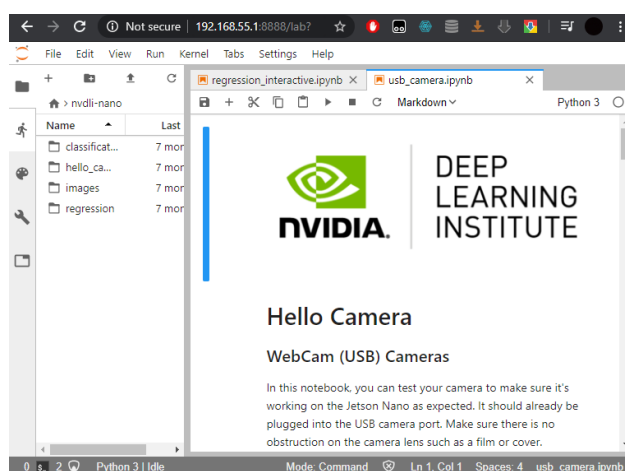 Not secure | 192.168.55.1:8888/lab?
File Edit View Run Kernel Tabs Settings Help
regression_interactive.ipynb
usb_camera.ipynb
Markdown
Python 3
> nvdli-nano
Name
Last
classificat...
7 mor
hello_ca...
7 mor
images
7 mor
regression
7 mor
NVIDIA.
DEEP
LEARNING
INSTITUTE
Hello Camera
WebCam (USB) Cameras
In this notebook, you can test your camera to make sure it's
working on the Jetson Nano as expected. It should already be
plugged into the USB camera port. Make sure there is no
obstruction on the camera lens such as a film or cover.
0 2 Python 3 | Idle Mode: Command Ln 1, Col 1 Spaces: 4 usb_camera.ipynb